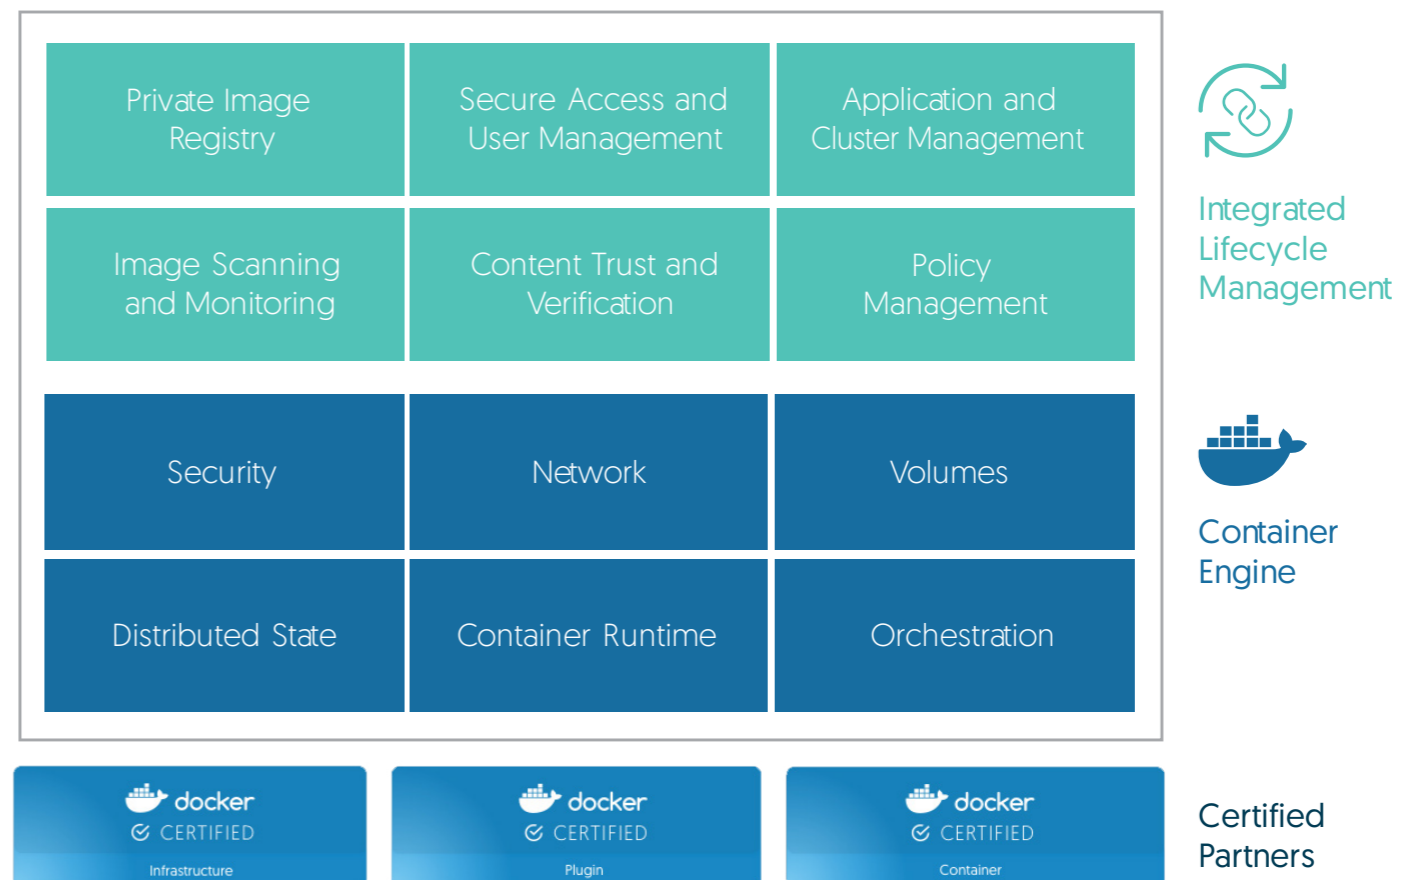 Private Image
Registry
Secure Access and
User Management
Application and
Cluster Management
Image Scanning
and Monitoring
Content Trust and
Verification
Policy
Management
Integrated
Lifecycle
Management
Security
Network
Volumes
Distributed State
Container Runtime
Orchestration
Container
Engine
docker
CERTIFIED
Infrastructure
docker
CERTIFIED
Plugin
docker
CERTIFIED
Container
Certified
Partners